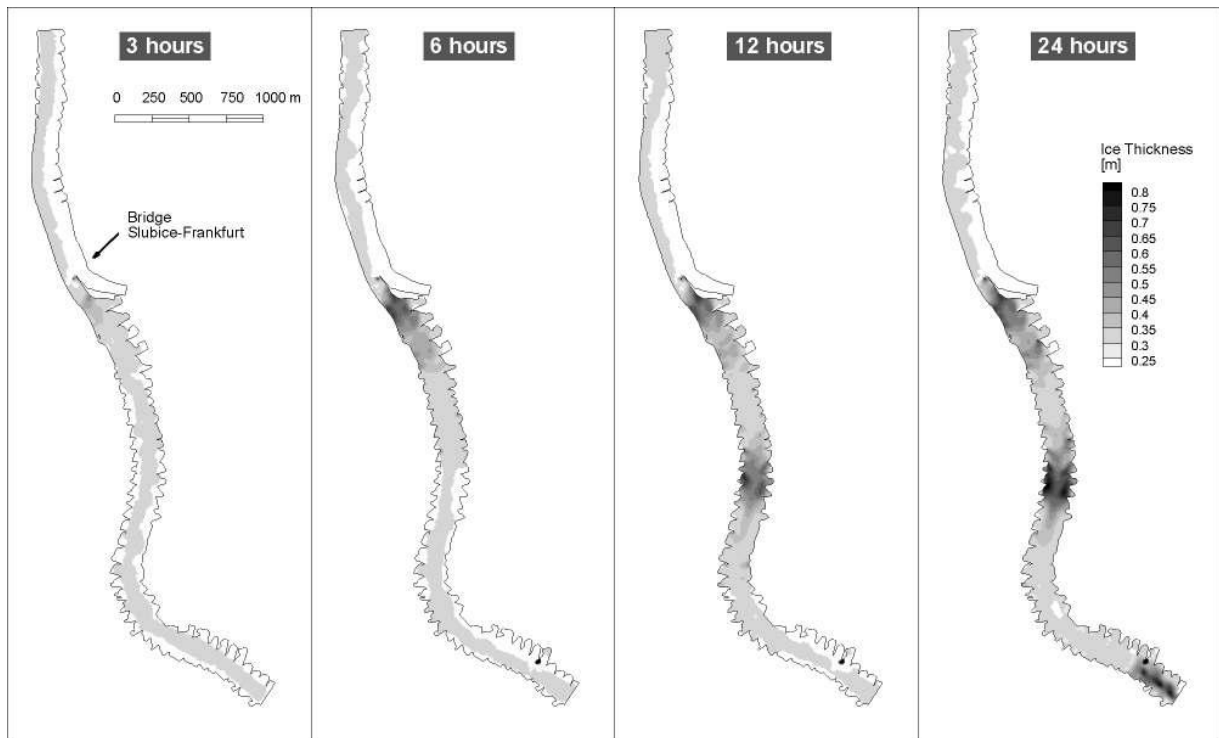 3 hours
6 hours
12 hours
24 hours
0 250 500 750 1000 m
Ice Thickness
[m]
0.8
0.75
0.7
0.65
0.6
0.55
0.5
0.45
0.4
0.35
0.3
0.25
Bridge
Slubice-Frankfurt